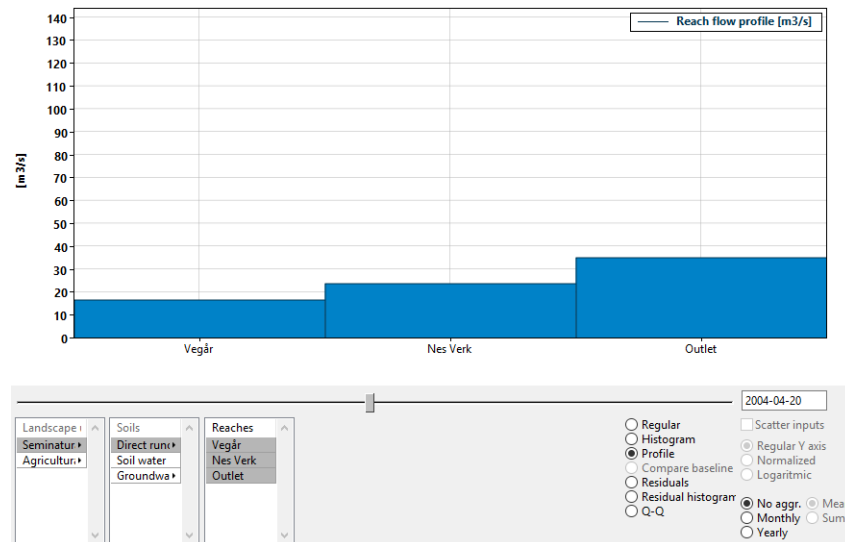 Reach flow profile [m3/s]
140
130
120
110
100
90
80
70
60
50
40
30
20
10
0
[m3/s]
Vegår
Nes Verk
Outlet
2004-04-20
Landscape
Seminatur
Agricultur
Soils
Direct runo
Soil water
Groundwa
Reaches
Vegår
Nes Verk
Outlet
Regular
Histogram
Profile
Compare baseline
Residuals
Residual histogram
Q-Q
Scatter inputs
Regular Y axis
Normalized
Logaritmic
No aggr.
Mea
Monthly
Sum
Yearly